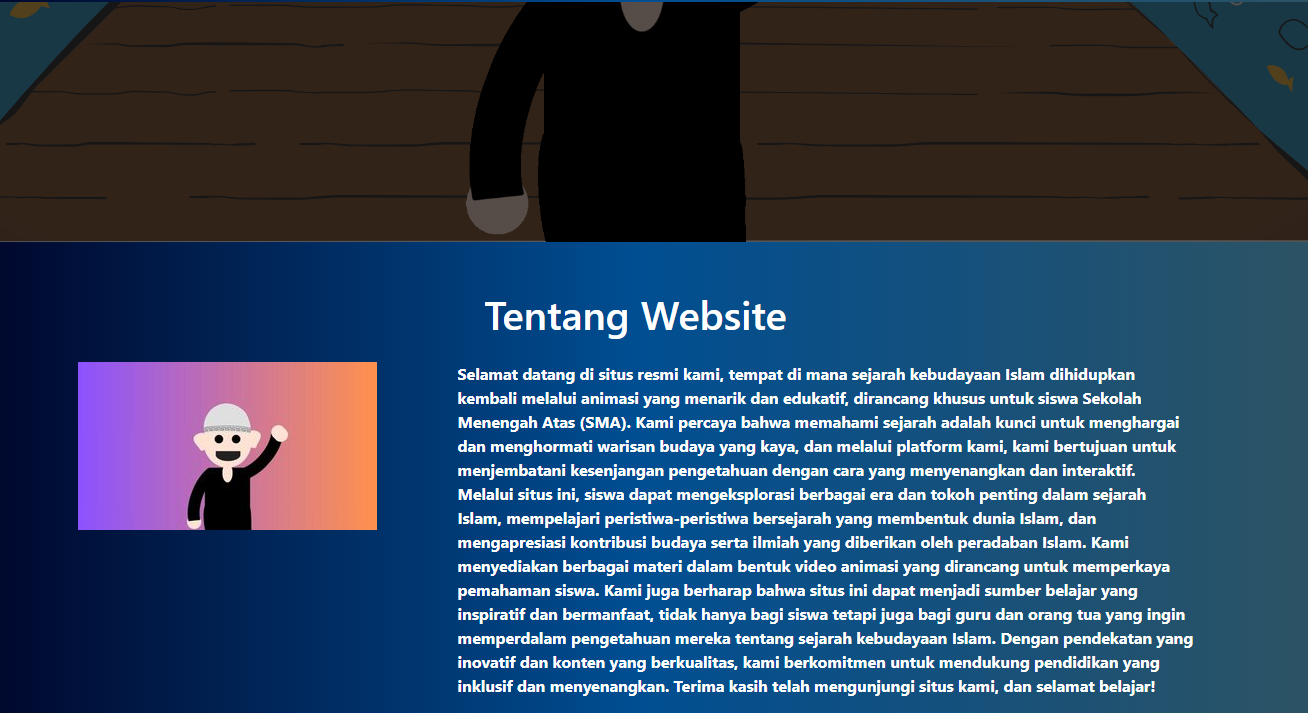 Tentang Website
Selamat datang di situs resmi kami, tempat di mana sejarah kebudayaan Islam dihidupkan
kembali melalui animasi yang menarik dan edukatif, dirancang khusus untuk siswa Sekolah
Menengah Atas (SMA). Kami percaya bahwa memahami sejarah adalah kunci untuk menghargai
dan menghormati warisan budaya yang kaya, dan melalui platform kami, kami bertujuan untuk
menjembatani kesenjangan pengetahuan dengan cara yang menyenangkan dan interaktif.
Melalui situs ini, siswa dapat mengeksplorasi berbagai era dan tokoh penting dalam sejarah
Islam, mempelajari peristiwa-peristiwa bersejarah yang membentuk dunia Islam, dan
mengapresiasi kontribusi budaya serta ilmiah yang diberikan oleh peradaban Islam. Kami
menyediakan berbagai materi dalam bentuk video animasi yang dirancang untuk memperkaya
pemahaman siswa. Kami juga berharap bahwa situs ini dapat menjadi sumber belajar yang
inspiratif dan bermanfaat, tidak hanya bagi siswa tetapi juga bagi guru dan orang tua yang ingin
memperdalam pengetahuan mereka tentang sejarah kebudayaan Islam. Dengan pendekatan yang
inovatif dan konten yang berkualitas, kami berkomitmen untuk mendukung pendidikan yang
inklusif dan menyenangkan. Terima kasih telah mengunjungi situs kami, dan selamat belajar!